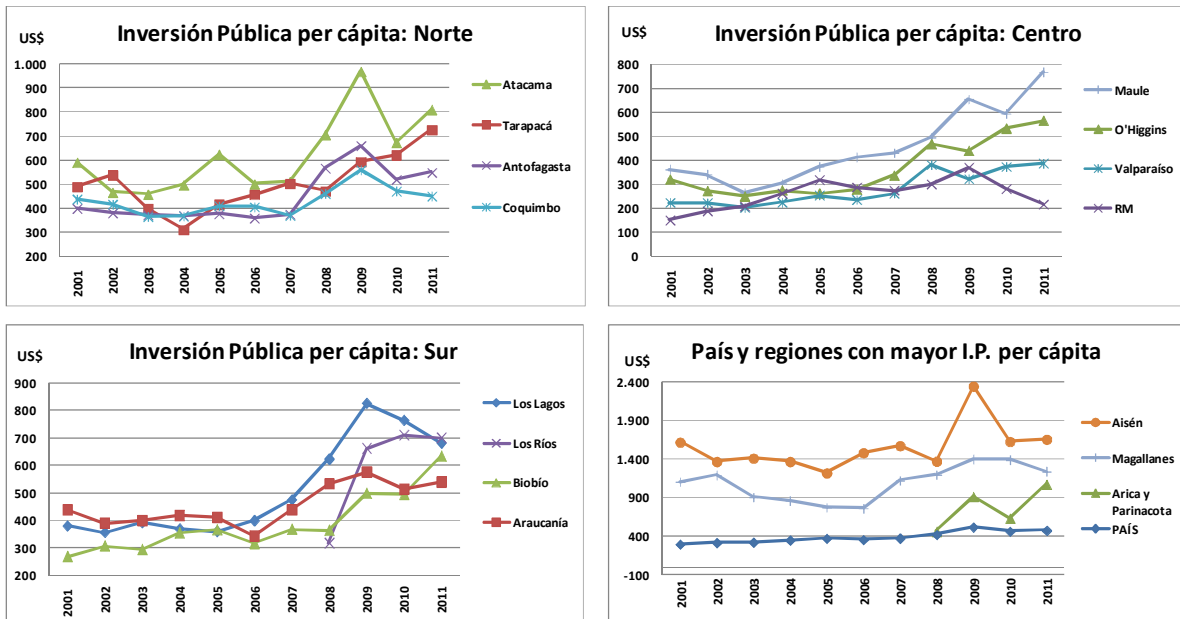 Inversión Pública per cápita: Norte
US$
1.000
900
800
700
600
500
400
300
200
2001 2002 2003 2004 2005 2006 2007 2008 2009 2010 2011
Atacama
Tarapacá
Antofagasta
Coquimbo
Inversión Pública per cápita: Centro
US$
800
700
600
500
400
300
200
100
0
2001 2002 2003 2004 2005 2006 2007 2008 2009 2010 2011
Maule
O'Higgins
Valparaíso
RM
Inversión Pública per cápita: Sur
US$
900
800
700
600
500
400
300
200
2001 2002 2003 2004 2005 2006 2007 2008 2009 2010 2011
Los Lagos
Los Ríos
Biobío
Araucanía
País y regiones con mayor I.P. per cápita
US$
2.400
1.900
1.400
900
400
-100
2001 2002 2003 2004 2005 2006 2007 2008 2009 2010 2011
Aisén
Magallanes
Arica y
Parinacota
PAÍS